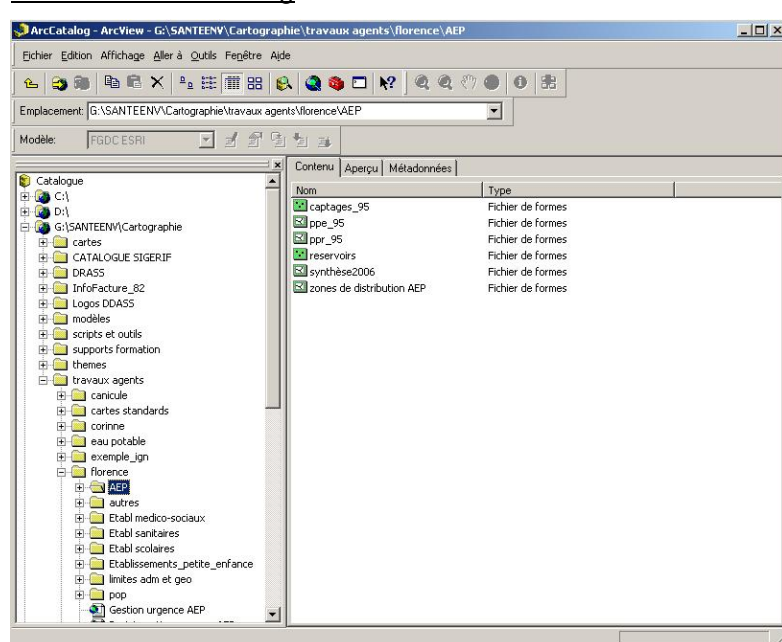 ArcCatalog - ArcView - G:\SANTEENV\Cartographie\travaux agents\florence\AEP
Fichier Edition Affichage Aller à Outils Fenêtre Aide
Emplacement: G:\SANTEENV\Cartographie\travaux agents\florence\AEP
Modèle: FGDC ESRI
Catalogue
C:\
D:\
G:\SANTEENV\Cartographie
cartes
CATALOGUE SIGERIF
DRASS
InfoFacture_82
Logos DDASS
modèles
scripts et outils
supports formation
themes
travaux agents
canicule
cartes standards
corinne
eau potable
exemple_ign
florence
AEP
autres
Etabl medico-sociaux
Etabl sanitaires
Etabl scolaires
Etablissements_petite_enfance
limites adm et geo
pop
Gestion urgence AEP
Contenu Aperçu Métadonnées
Nom Type
captages_95 Fichier de formes
ppe_95 Fichier de formes
ppr_95 Fichier de formes
reservoirs Fichier de formes
synthèse2006 Fichier de formes
zones de distribution AEP Fichier de formes